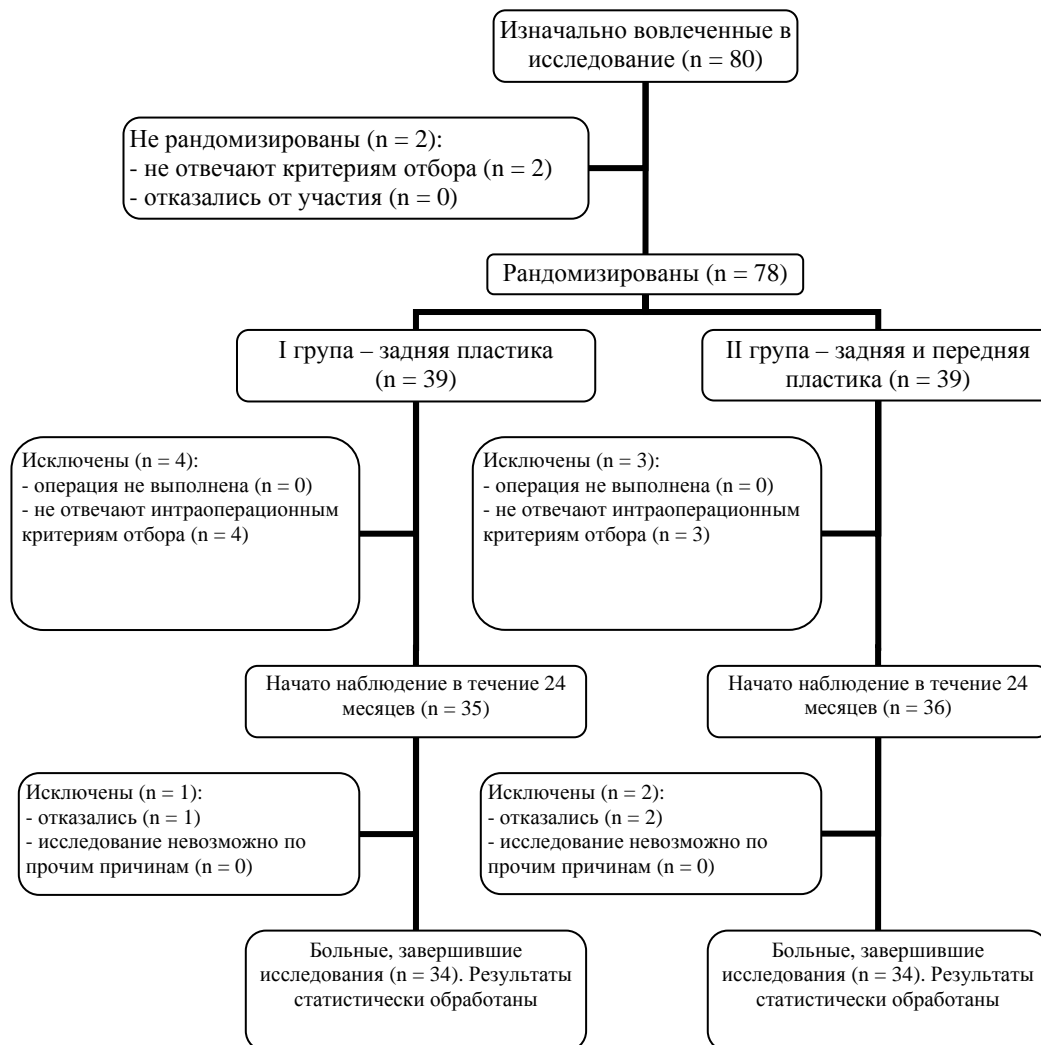 Изначально вовлеченные в
исследование (n = 80)
Не рандомизированы (n = 2):
- не отвечают критериям отбора (n = 2)
- отказались от участия (n = 0)
Рандомизированы (n = 78)
I група – задняя пластика
(n = 39)
II група – задняя и передняя
пластика (n = 39)
Исключены (n = 4):
- операция не выполнена (n = 0)
- не отвечают интраоперационным
критериям отбора (n = 4)
Исключены (n = 3):
- операция не выполнена (n = 0)
- не отвечают интраоперационным
критериям отбора (n = 3)
Начато наблюдение в течение 24
месяцев (n = 35)
Начато наблюдение в течение 24
месяцев (n = 36)
Исключены (n = 1):
- отказались (n = 1)
- исследование невозможно по
прочим причинам (n = 0)
Исключены (n = 2):
- отказались (n = 2)
- исследование невозможно по
прочим причинам (n = 0)
Больные, завершившие
исследования (n = 34). Результаты
статистически обработаны
Больные, завершившие
исследования (n = 34). Результаты
статистически обработаны